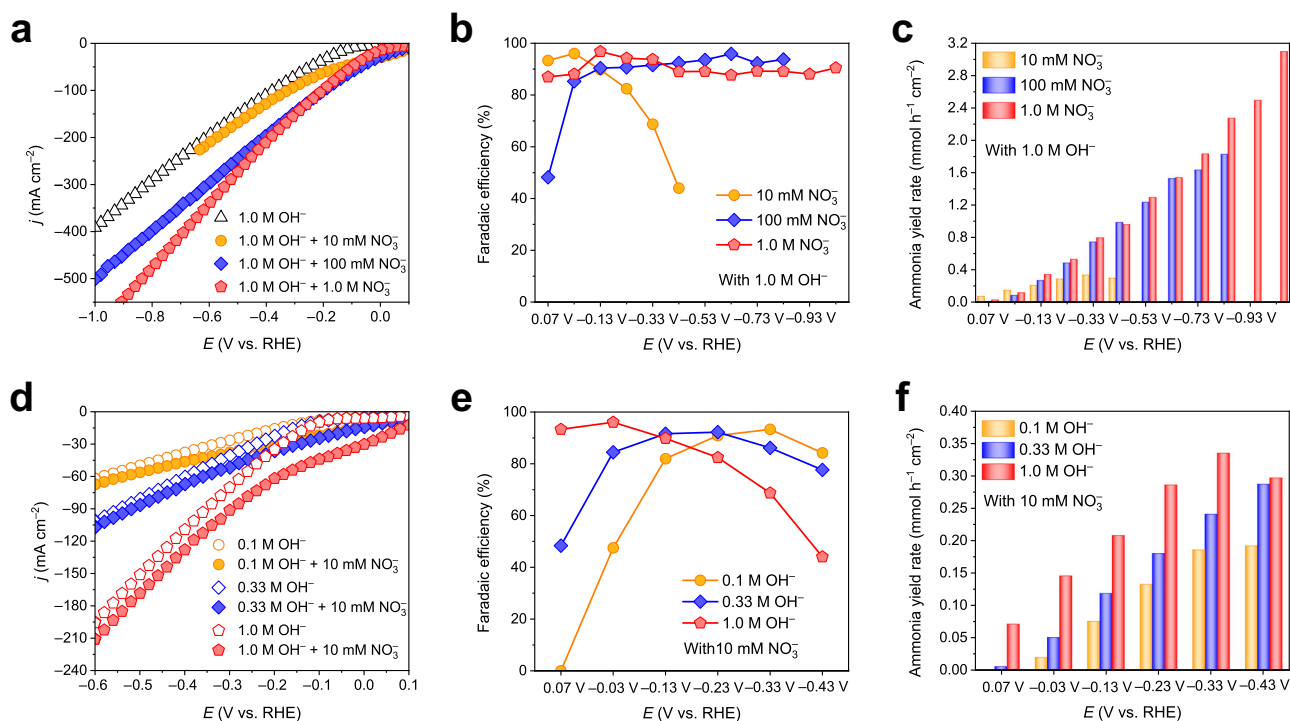 a
0
−100
−200
−300
−400
−500
j (mA cm⁻²)
1.0 M OH⁻
1.0 M OH⁻ + 10 mM NO₃⁻
1.0 M OH⁻ + 100 mM NO₃⁻
1.0 M OH⁻ + 1.0 M NO₃⁻
−1.0 −0.8 −0.6 −0.4 −0.2 0.0
E (V vs. RHE)
b
100
80
60
40
20
0
Faradaic efficiency (%)
10 mM NO₃⁻
100 mM NO₃⁻
1.0 M NO₃⁻
With 1.0 M OH⁻
0.07 V −0.13 V −0.33 V −0.53 V −0.73 V −0.93 V
E (V vs. RHE)
c
3.2
2.8
2.4
2.0
1.6
1.2
0.8
0.4
0.0
Ammonia yield rate (mmol h⁻¹ cm⁻²)
10 mM NO₃⁻
100 mM NO₃⁻
1.0 M NO₃⁻
With 1.0 M OH⁻
0.07 V −0.13 V −0.33 V −0.53 V −0.73 V −0.93 V
E (V vs. RHE)
d
0
−30
−60
−90
−120
−150
−180
−210
−240
j (mA cm⁻²)
0.1 M OH⁻
0.1 M OH⁻ + 10 mM NO₃⁻
0.33 M OH⁻
0.33 M OH⁻ + 10 mM NO₃⁻
1.0 M OH⁻
1.0 M OH⁻ + 10 mM NO₃⁻
−0.6 −0.5 −0.4 −0.3 −0.2 −0.1 0.0 0.1
E (V vs. RHE)
e
100
80
60
40
20
0
Faradaic efficiency (%)
0.1 M OH⁻
0.33 M OH⁻
1.0 M OH⁻
With10 mM NO₃⁻
0.07 V −0.03 V −0.13 V −0.23 V −0.33 V −0.43 V
E (V vs. RHE)
f
0.40
0.35
0.30
0.25
0.20
0.15
0.10
0.05
0.00
Ammonia yield rate (mmol h⁻¹ cm⁻²)
0.1 M OH⁻
0.33 M OH⁻
1.0 M OH⁻
With 10 mM NO₃⁻
0.07 V −0.03 V −0.13 V −0.23 V −0.33 V −0.43 V
E (V vs. RHE)